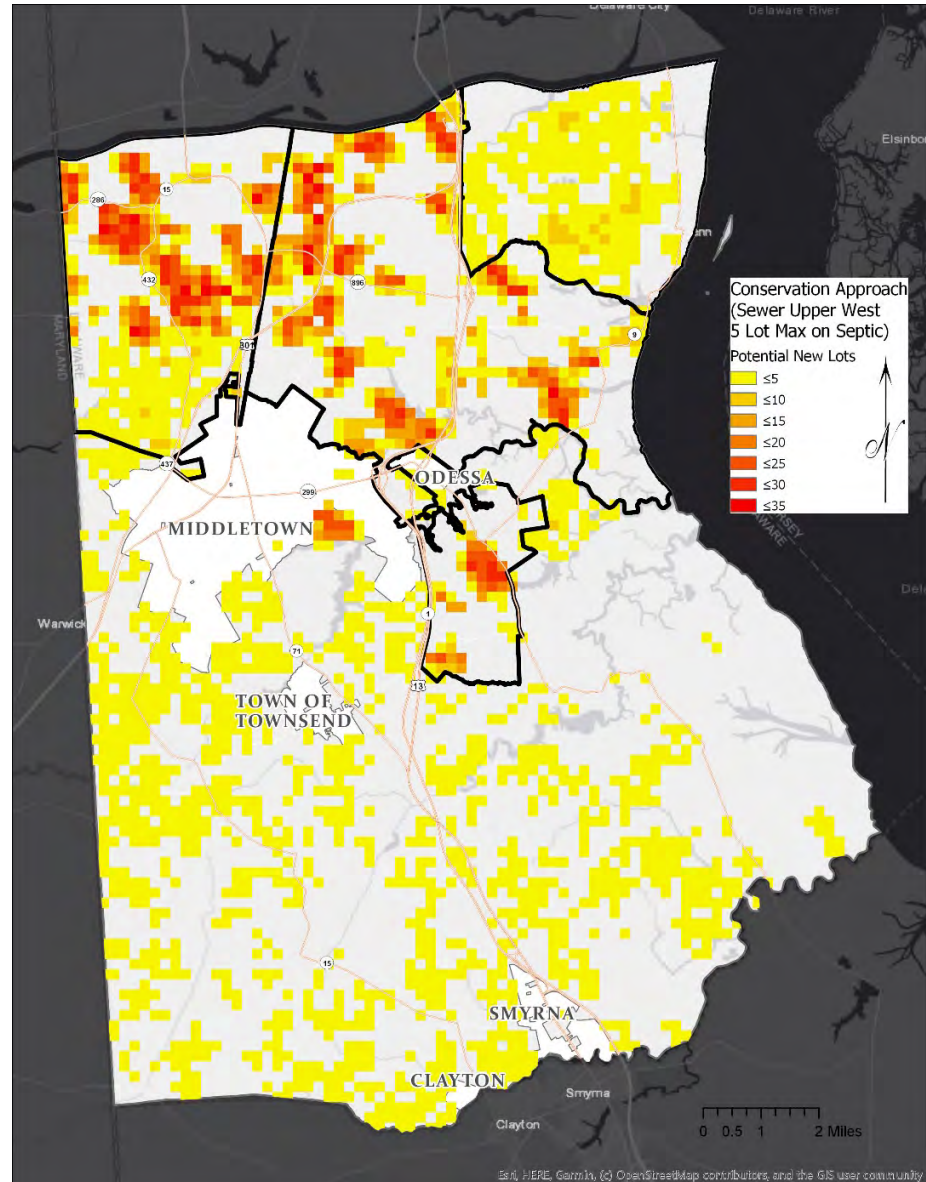 Delaware City
Delaware River
Elsinbor
15
286
432
896
301
9
MARYLAND
DELAWARE
Conservation Approach
(Sewer Upper West
5 Lot Max on Septic)
Potential New Lots
≤5
≤10
≤15
≤20
≤25
≤30
≤35
N
437
299
ODESSA
MIDDLETOWN
Warwick
1
71
13
TOWN OF
TOWNSEND
15
SMYRNA
CLAYTON
Smyrna
Clayton
0 0.5 1 2 Miles
Esri, HERE, Garmin, (c) OpenStreetMap contributors, and the GIS user community